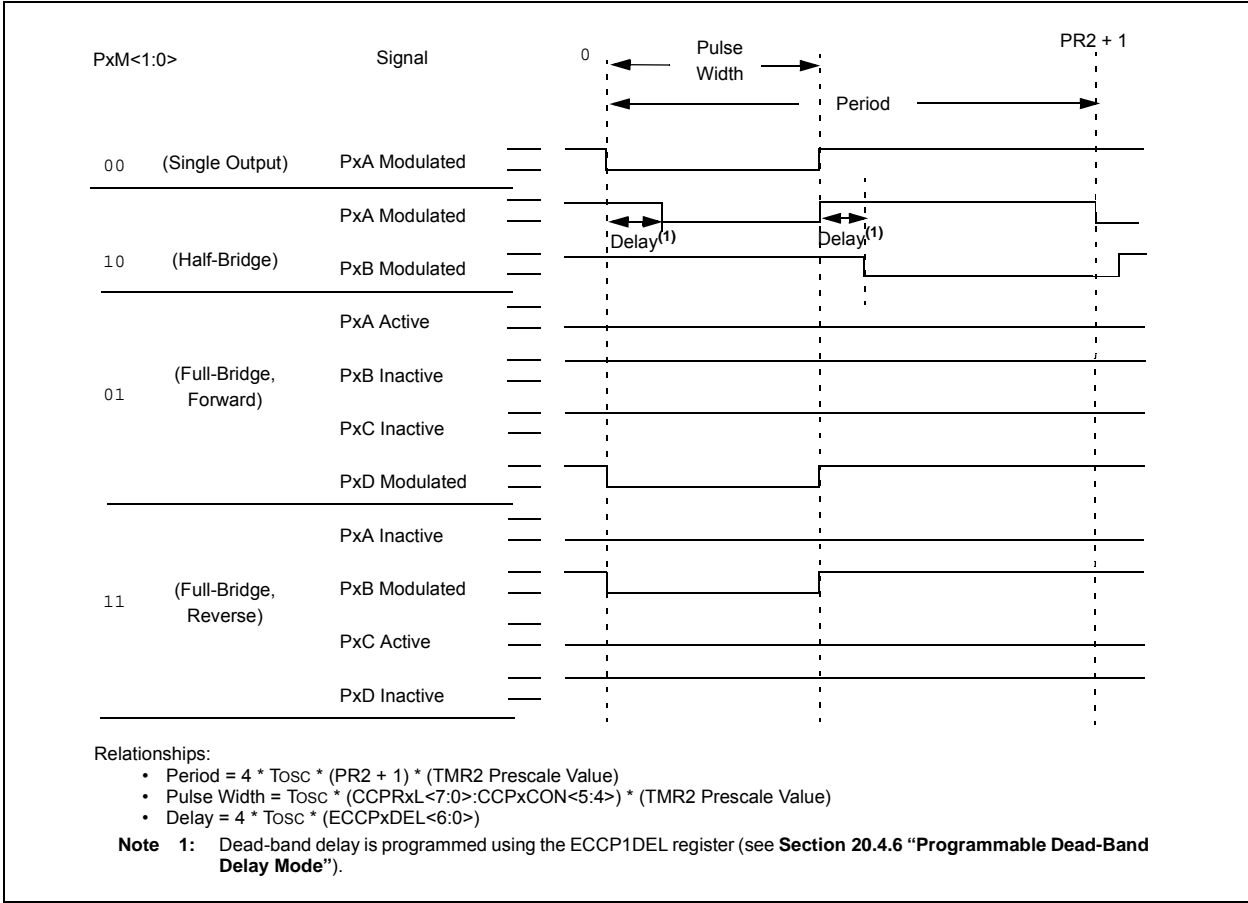 PxM<1:0>
Signal
0
Pulse
Width
PR2 + 1
Period
00
(Single Output)
PxA Modulated
PxA Modulated
Delay(1)
Delay(1)
10
(Half-Bridge)
PxB Modulated
PxA Active
(Full-Bridge,
Forward)
01
PxB Inactive
PxC Inactive
PxD Modulated
PxA Inactive
11
(Full-Bridge,
Reverse)
PxB Modulated
PxC Active
PxD Inactive
Relationships:
• Period = 4 * TOSC * (PR2 + 1) * (TMR2 Prescale Value)
• Pulse Width = TOSC * (CCPRxL<7:0>:CCPxCON<5:4>) * (TMR2 Prescale Value)
• Delay = 4 * TOSC * (ECCPxDEL<6:0>)
Note 1: Dead-band delay is programmed using the ECCP1DEL register (see Section 20.4.6 “Programmable Dead-Band
Delay Mode”).